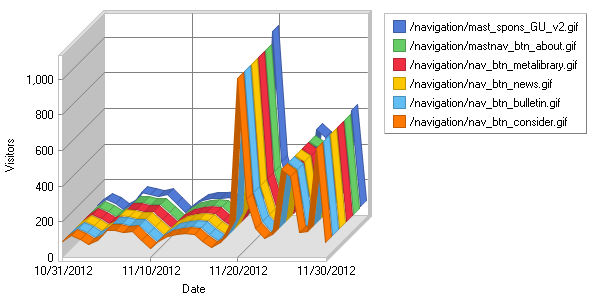 /navigation/mast_spons_GU_v2.gif
/navigation/mastnav_btn_about.gif
/navigation/nav_btn_metalibrary.gif
/navigation/nav_btn_news.gif
/navigation/nav_btn_bulletin.gif
/navigation/nav_btn_consider.gif
Visitors
1,000
800
600
400
200
0
10/31/2012 11/10/2012 11/20/2012 11/30/2012
Date